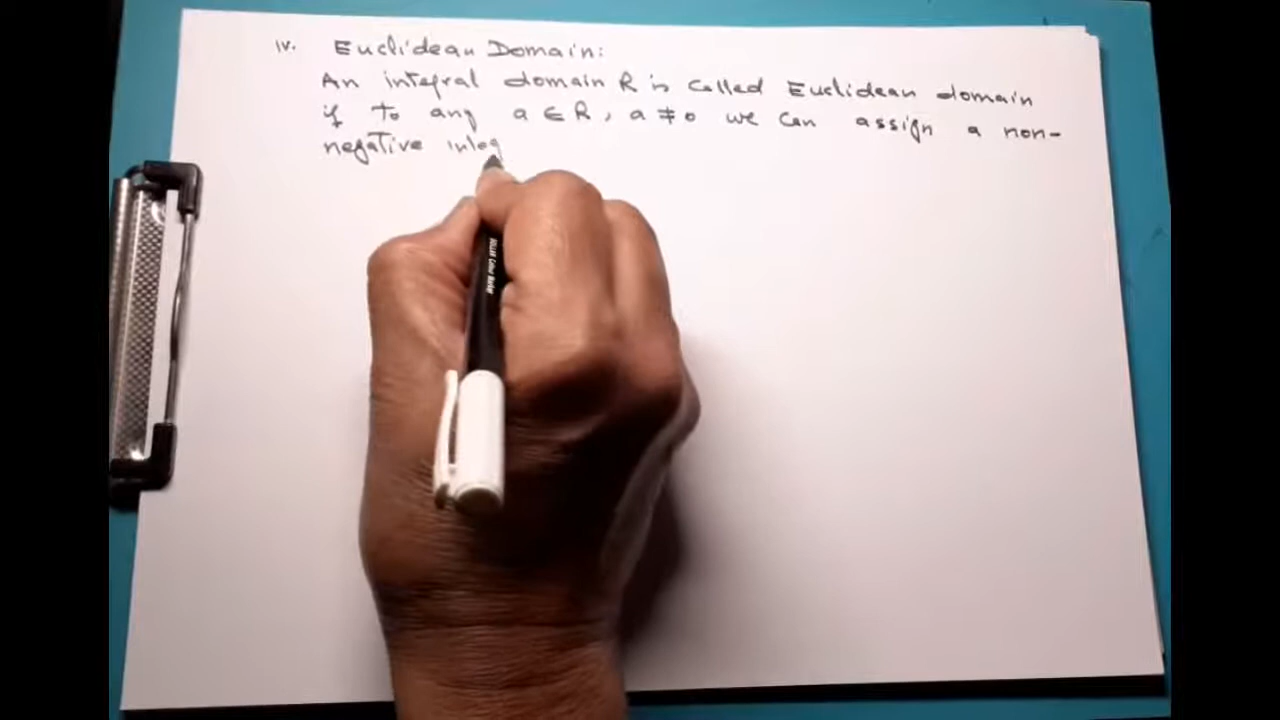 iv. Euclidean Domain:
An integral domain R is called Euclidean domain
if to any a ∈ R, a ≠ 0 we can assign a non-
negative integ